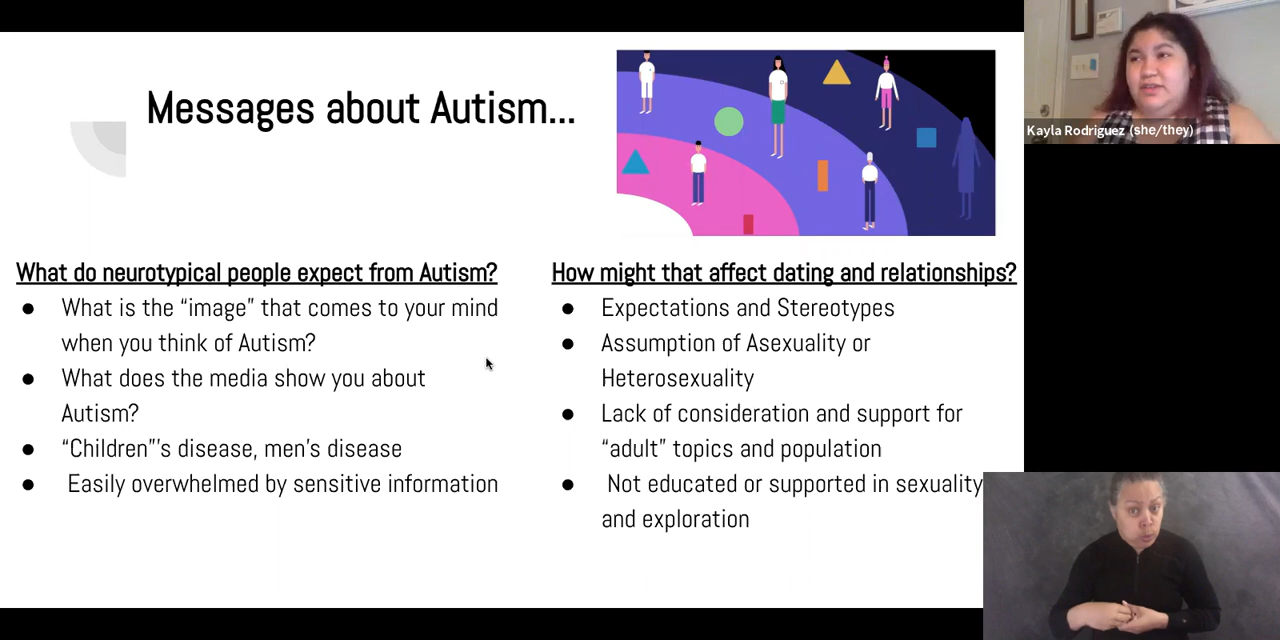 Messages about Autism...
What do neurotypical people expect from Autism?
● What is the “image” that comes to your mind
when you think of Autism?
● What does the media show you about
Autism?
● “Children”’s disease, men’s disease
● Easily overwhelmed by sensitive information
How might that affect dating and relationships?
● Expectations and Stereotypes
● Assumption of Asexuality or
Heterosexuality
● Lack of consideration and support for
“adult” topics and population
● Not educated or supported in sexuality
and exploration
Kayla Rodriguez (she/they)